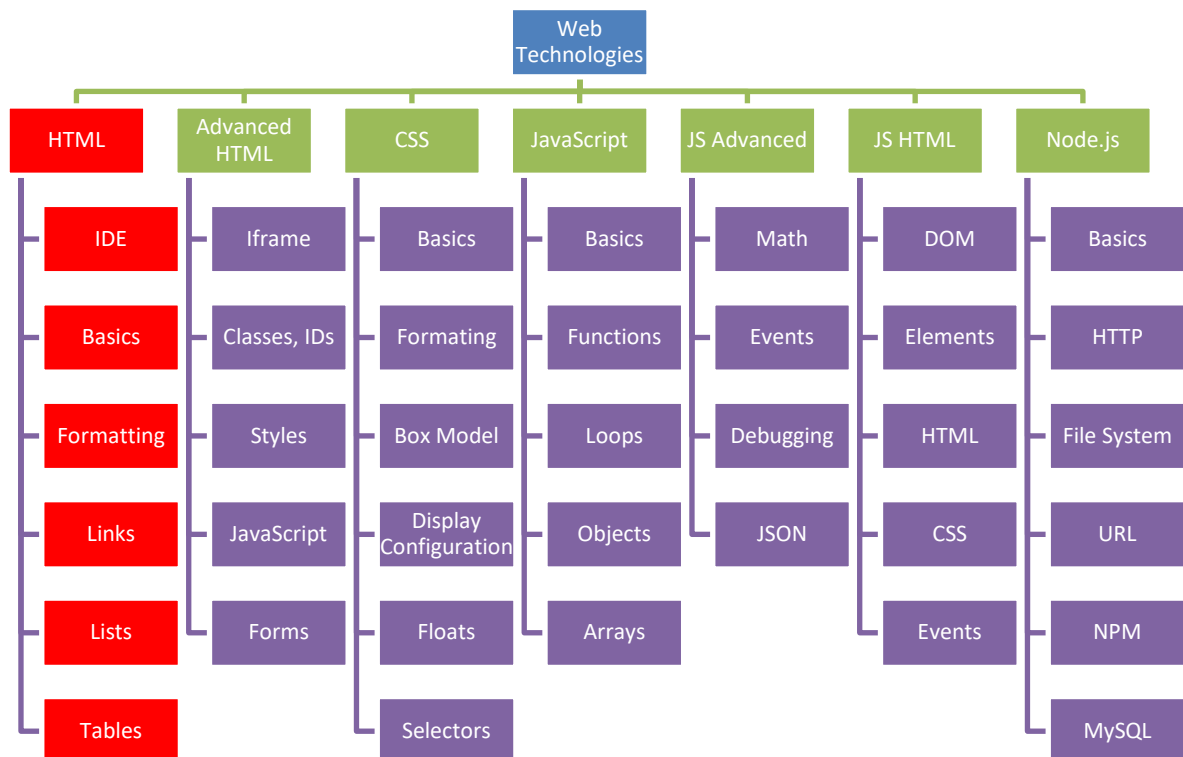 Web
Technologies
HTML
Advanced
HTML
CSS
JavaScript
JS Advanced
JS HTML
Node.js
IDE
Basics
Formatting
Links
Lists
Tables
Iframe
Classes, IDs
Styles
JavaScript
Forms
Basics
Formating
Box Model
Display
Configuration
Floats
Selectors
Basics
Functions
Loops
Objects
Arrays
Math
Events
Debugging
JSON
DOM
Elements
HTML
CSS
Events
Basics
HTTP
File System
URL
NPM
MySQL